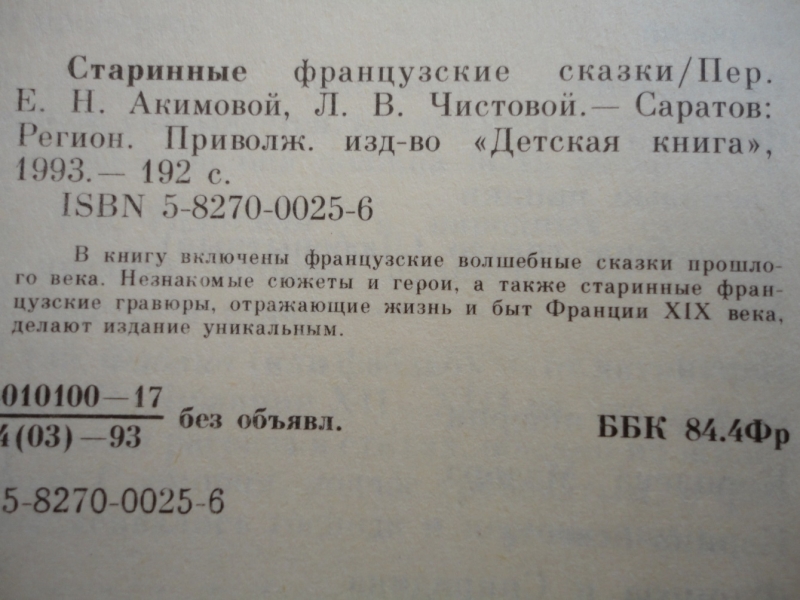 Старинные французские сказки/Пер.
Е. Н. Акимовой, Л. В. Чистовой.— Саратов:
Регион. Приволж. изд-во «Детская книга»,
1993.— 192 с.
ISBN 5-8270-0025-6
В книгу включены французские волшебные сказки прошло-
го века. Незнакомые сюжеты и герои, а также старинные фран-
цузские гравюры, отражающие жизнь и быт Франции XIX века,
делают издание уникальным.
010100—17
4(03)—93
без объявл.
ББК 84.4Фр
5-8270-0025-6